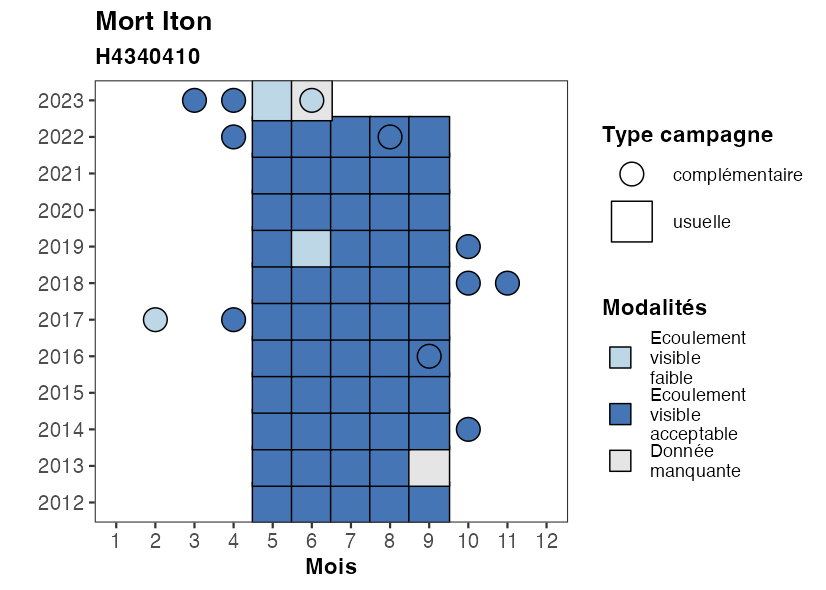 Mort Iton
H4340410
2023
2022
2021
2020
2019
2018
2017
2016
2015
2014
2013
2012
1 2 3 4 5 6 7 8 9 10 11 12
Mois
Type campagne
complémentaire
usuelle
Modalités
Ecoulement
visible
faible
Ecoulement
visible
acceptable
Donnée
manquante